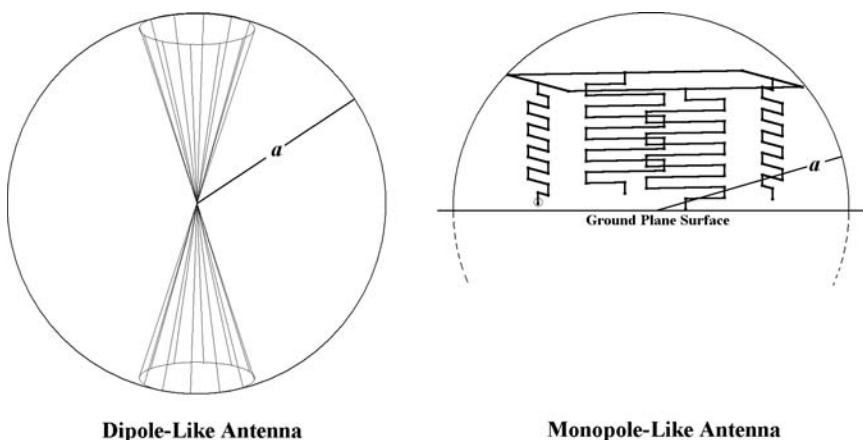 a
a
Ground Plane Surface
Dipole-Like Antenna
Monopole-Like Antenna